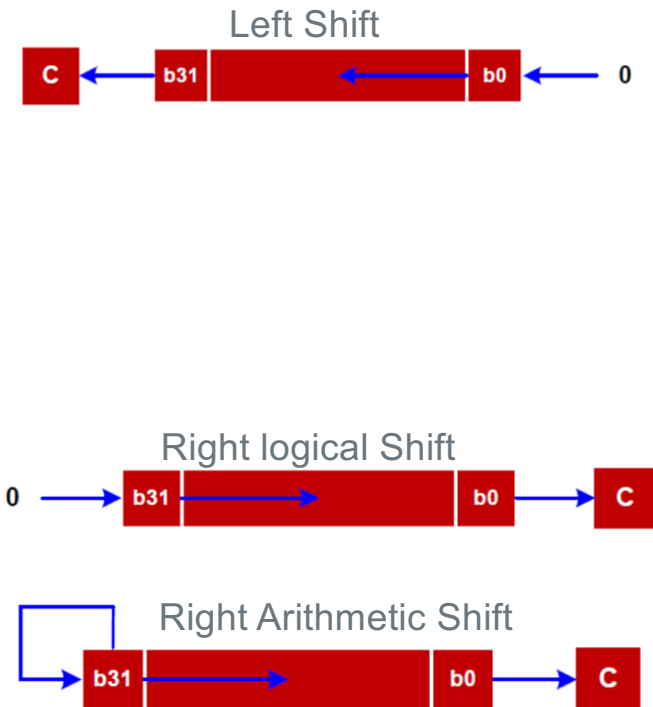 Left Shift
C b31 b0 0
Right logical Shift
0 b31 b0 C
Right Arithmetic Shift
b31 b0 C